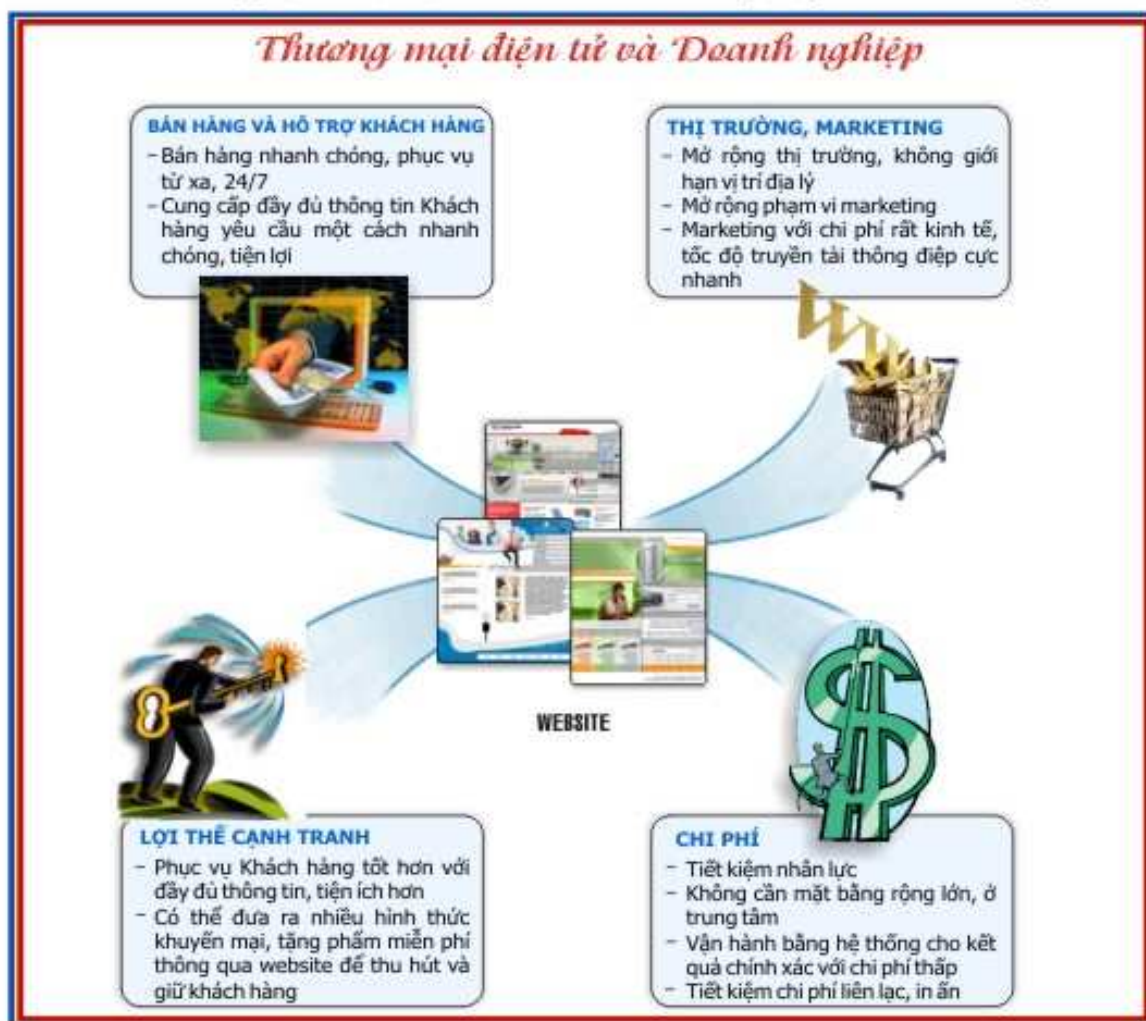 Thương mại điện tử và Doanh nghiệp
BÁN HÀNG VÀ HỖ TRỢ KHÁCH HÀNG
- Bán hàng nhanh chóng, phục vụ
từ xa, 24/7
- Cung cấp đầy đủ thông tin Khách
hàng yêu cầu một cách nhanh
chóng, tiện lợi
THỊ TRƯỜNG, MARKETING
- Mở rộng thị trường, không giới
hạn vị trí địa lý
- Mở rộng phạm vi marketing
- Marketing với chi phí rất kinh tế,
tốc độ truyền tải thông điệp cực
nhanh
WW
WEBSITE
LỢI THẾ CẠNH TRANH
- Phục vụ Khách hàng tốt hơn với
đầy đủ thông tin, tiện ích hơn
- Có thể đưa ra nhiều hình thức
khuyến mại, tặng phẩm miễn phí
thông qua website để thu hút và
giữ khách hàng
CHI PHÍ
- Tiết kiệm nhân lực
- Không cần mặt bằng rộng lớn, ở
trung tâm
- Vận hành bằng hệ thống cho kết
quả chính xác với chi phí thấp
- Tiết kiệm chi phí liên lạc, in ấn